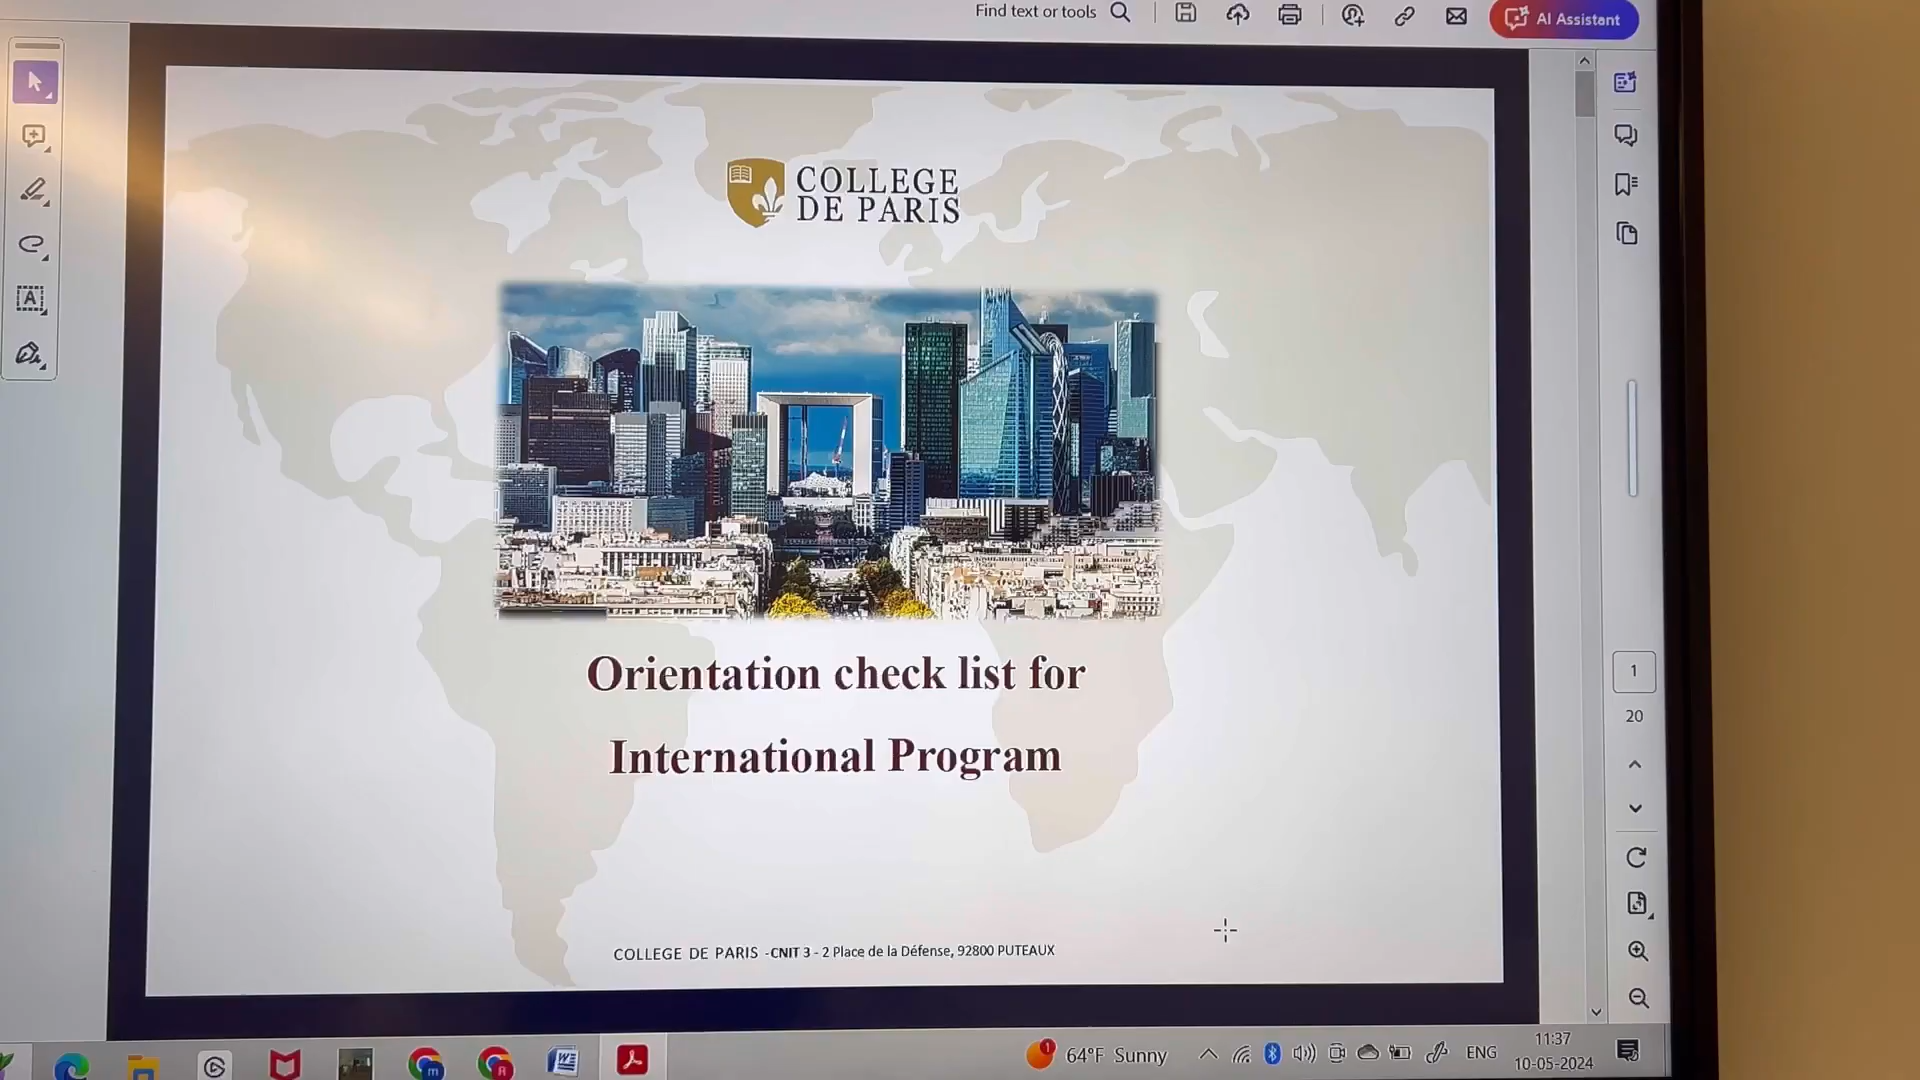 Find text or tools
AI Assistant
COLLEGE
DE PARIS
Orientation check list for
International Program
COLLEGE DE PARIS -CNIT 3 - 2 Place de la Défense, 92800 PUTEAUX
1
20
64°F Sunny
ENG
11:37
10-05-2024